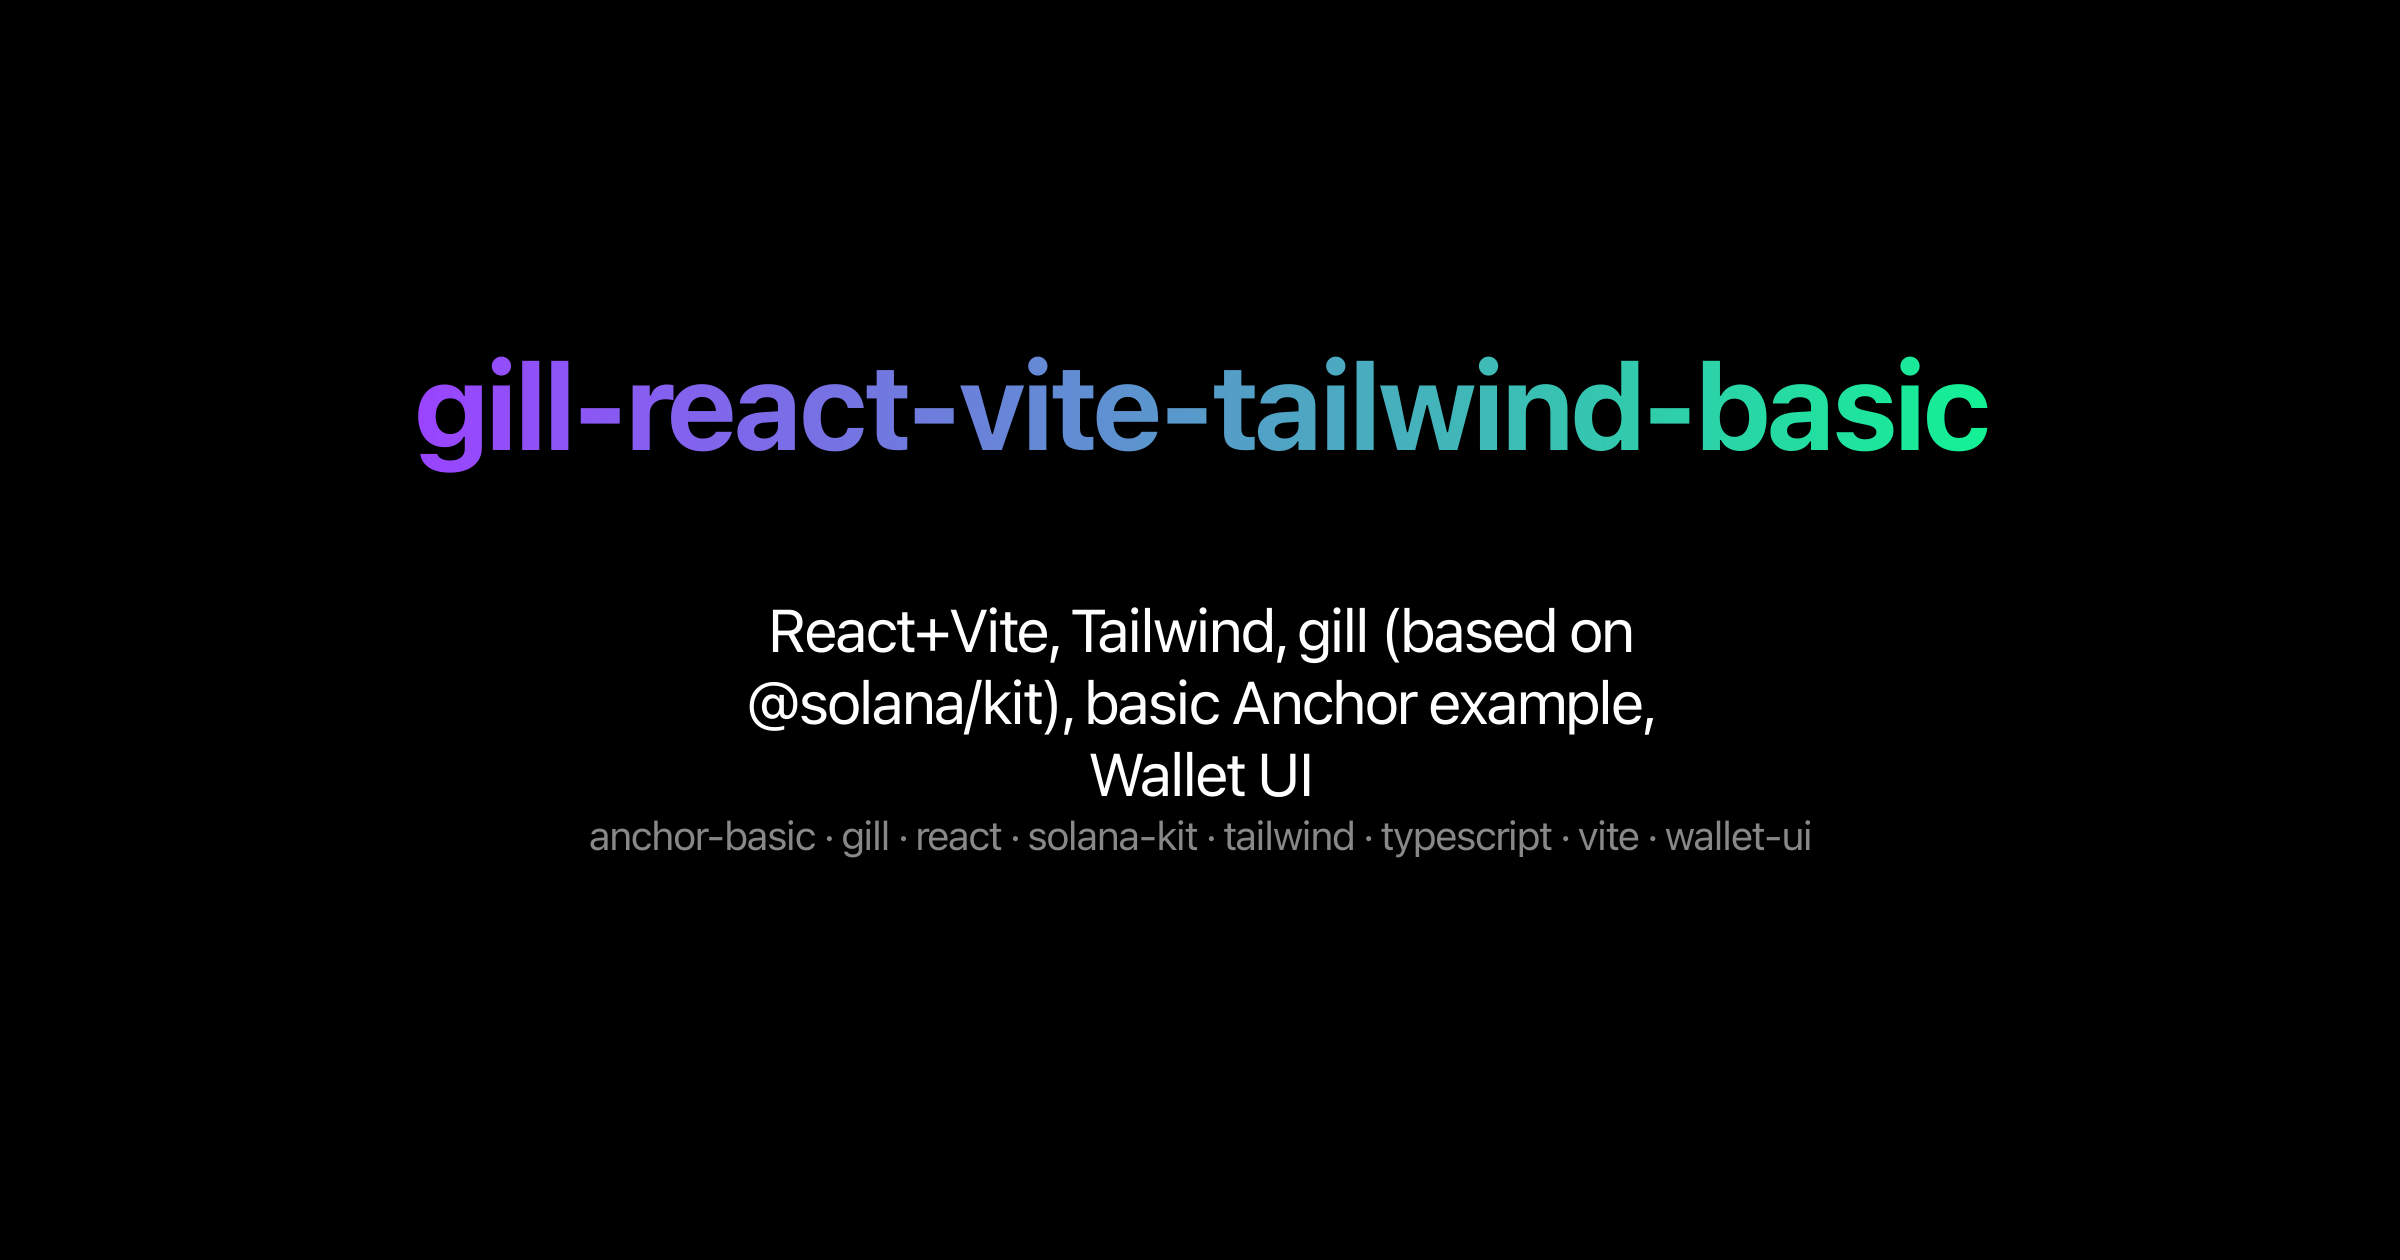 gill-react-vite-tailwind-basic
React+Vite, Tailwind, gill (based on
@solana/kit), basic Anchor example,
Wallet UI
anchor-basic · gill · react · solana-kit · tailwind · typescript · vite · wallet-ui